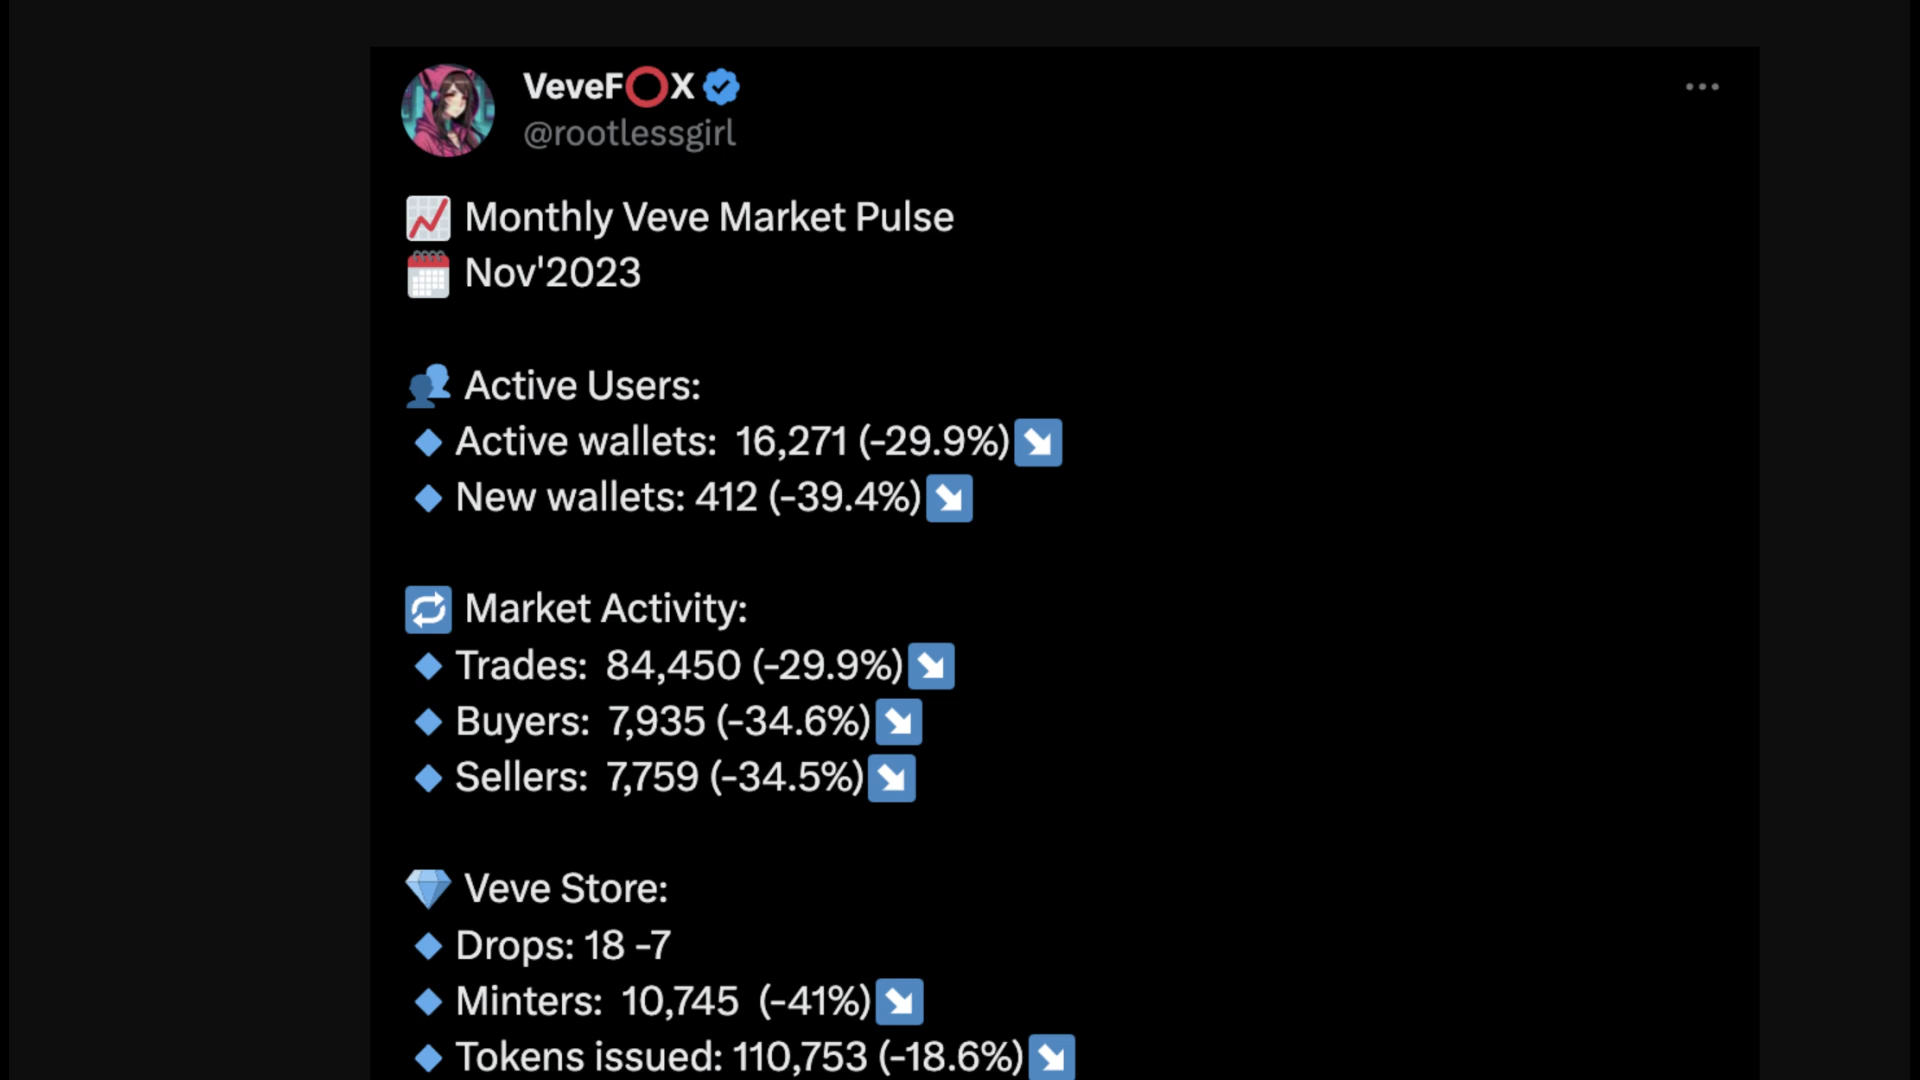 VeveF⭕X
@rootlessgirl
📈 Monthly Veve Market Pulse
📅 Nov'2023
👥 Active Users:
🔹 Active wallets: 16,271 (-29.9%)↘️
🔹 New wallets: 412 (-39.4%)↘️
🔁 Market Activity:
🔹 Trades: 84,450 (-29.9%)↘️
🔹 Buyers: 7,935 (-34.6%)↘️
🔹 Sellers: 7,759 (-34.5%)↘️
💎 Veve Store:
🔹 Drops: 18 -7
🔹 Minters: 10,745 (-41%)↘️
🔹 Tokens issued: 110,753 (-18.6%)↘️